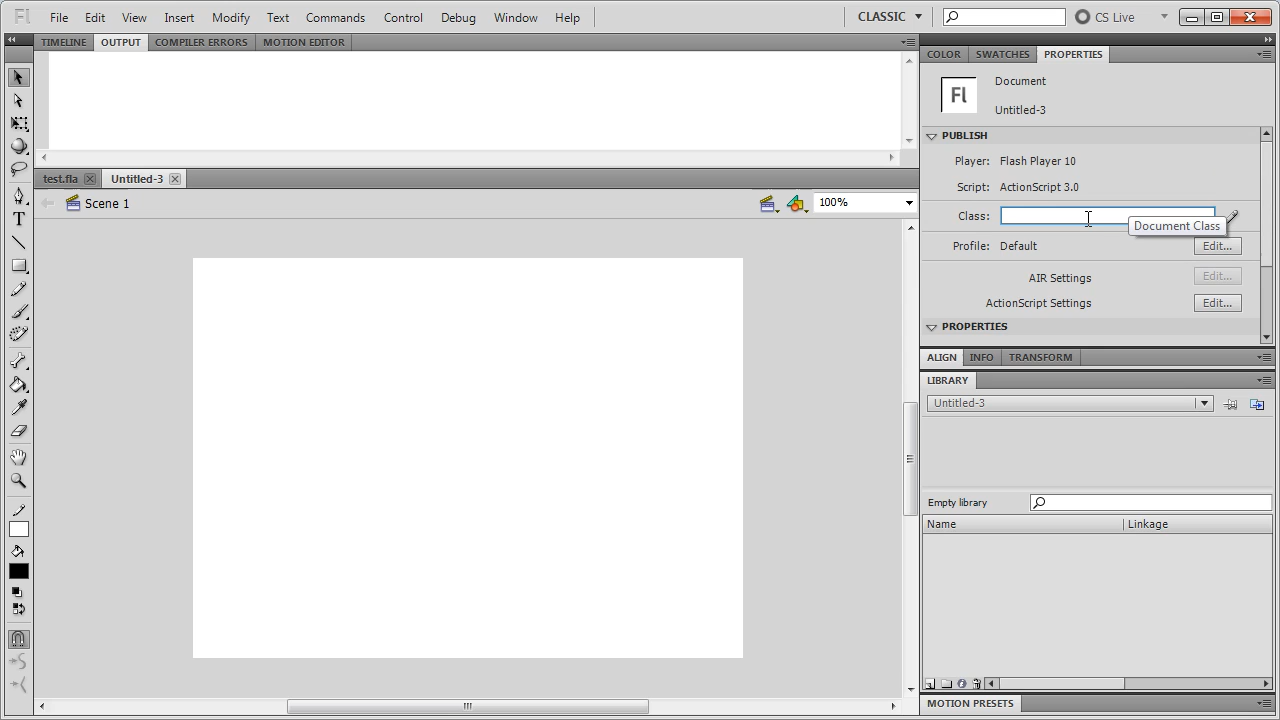 Fl File Edit View Insert Modify Text Commands Control Debug Window Help CLASSIC CS Live
TIMELINE OUTPUT COMPILER ERRORS MOTION EDITOR
COLOR SWATCHES PROPERTIES
Fl
Document
Untitled-3
PUBLISH
Player: Flash Player 10
Script: ActionScript 3.0
Class:
Document Class
Profile: Default Edit...
AIR Settings Edit...
ActionScript Settings Edit...
PROPERTIES
test.fla Untitled-3
Scene 1 100%
T
ALIGN INFO TRANSFORM
LIBRARY
Untitled-3
Empty library
Name Linkage
MOTION PRESETS